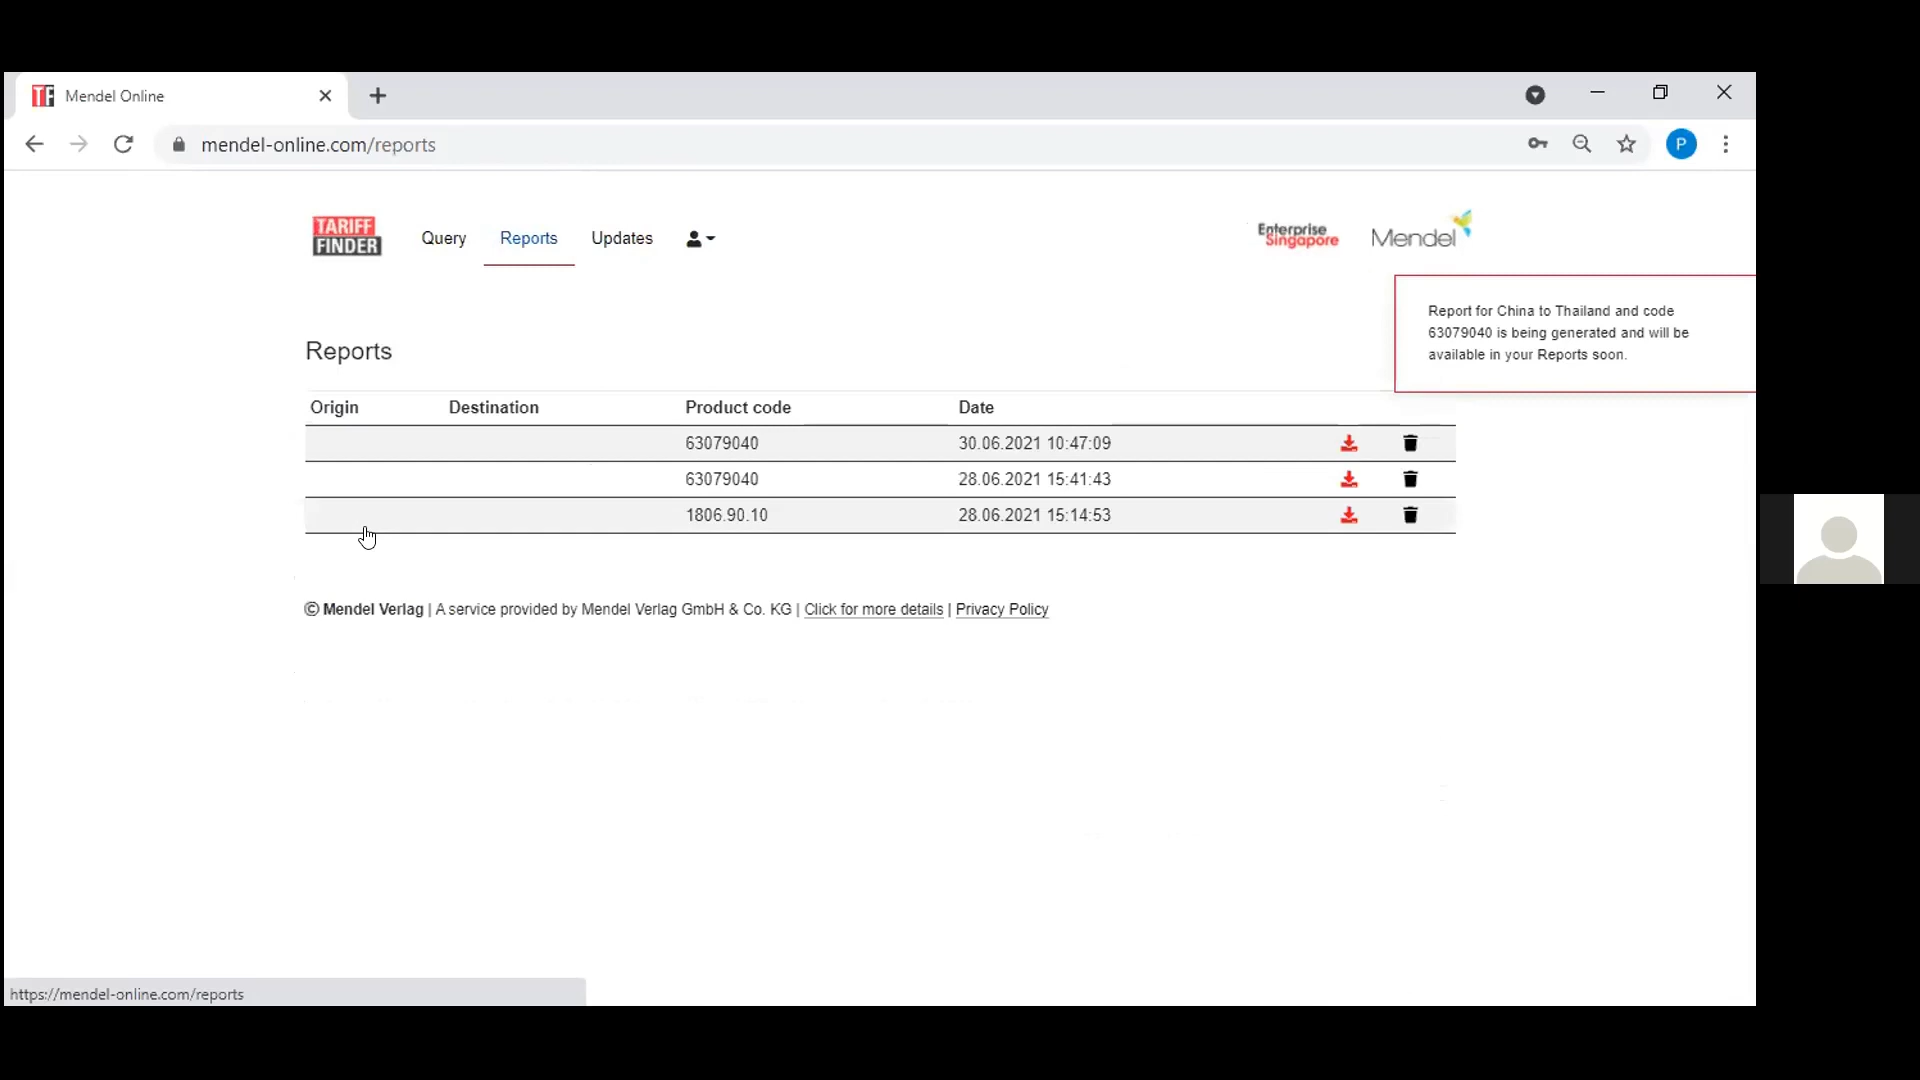 Mendel Online
mendel-online.com/reports
TARIFF
FINDER
Query
Reports
Updates
Enterprise
Singapore
Mendel
Report for China to Thailand and code
63079040 is being generated and will be
available in your Reports soon.
Reports
Origin Destination Product code Date
63079040 30.06.2021 10:47:09
63079040 28.06.2021 15:41:43
1806.90.10 28.06.2021 15:14:53
© Mendel Verlag | A service provided by Mendel Verlag GmbH & Co. KG | Click for more details | Privacy Policy
https://mendel-online.com/reports
TF
P